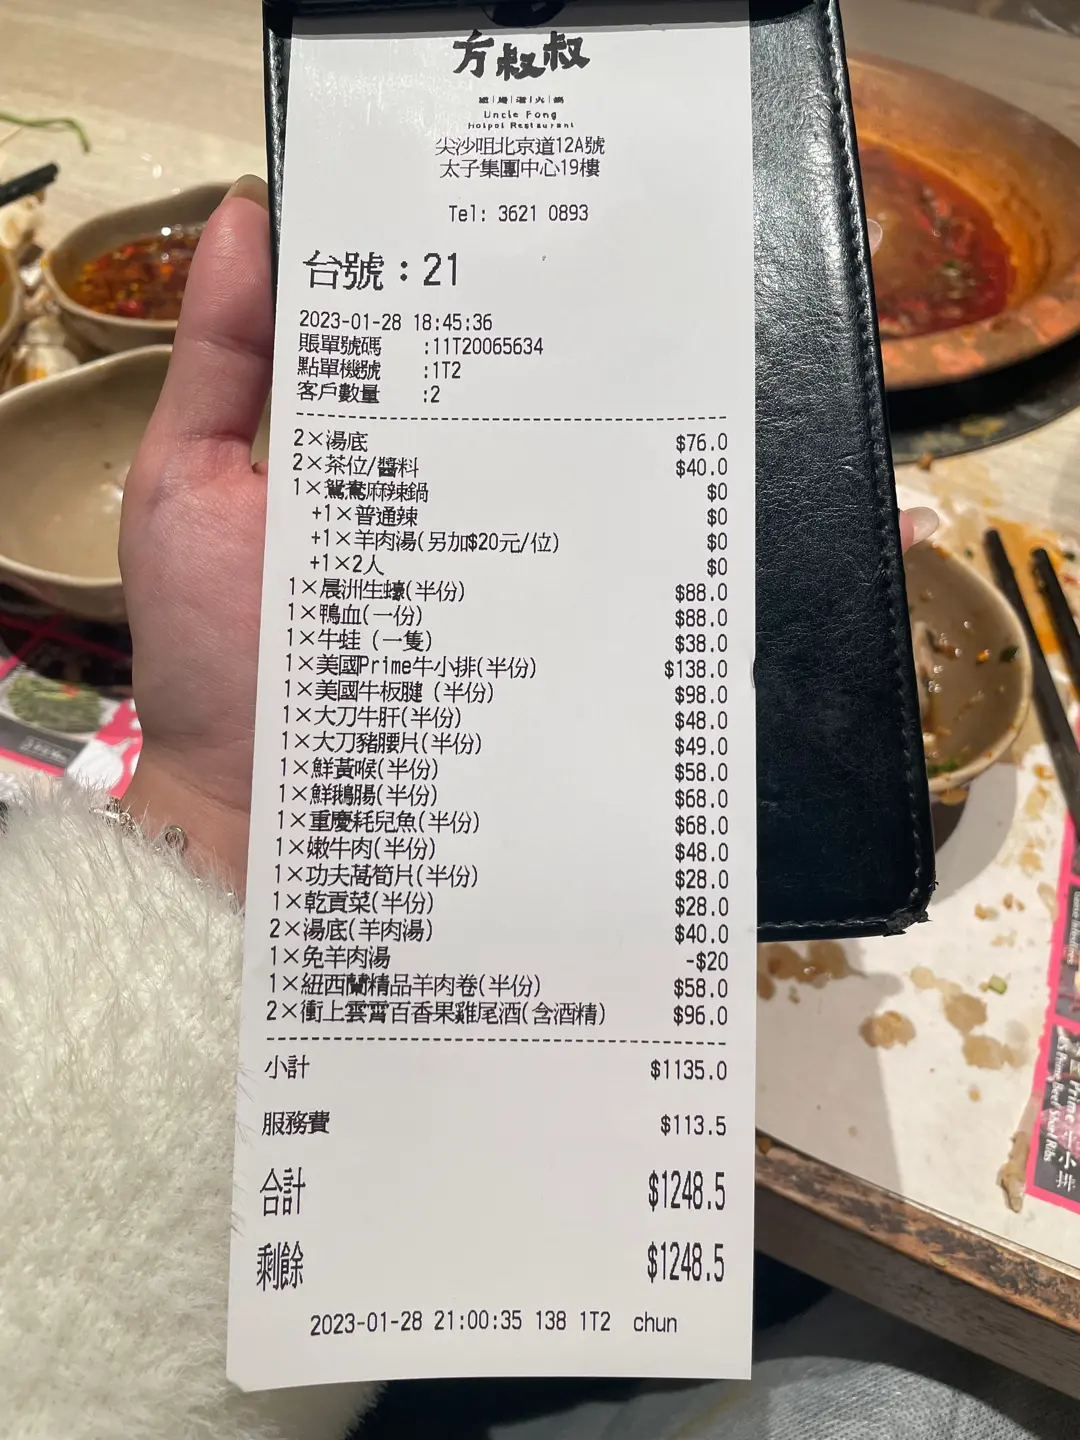 方叔叔
Uncle Fong
Hotpot Restaurant
尖沙咀北京道12A號
太子集團中心19樓
Tel: 3621 0893
台號：21
2023-01-28 18:45:36
賬單號碼 :11T20065634
點單機號 :1T2
客戶數量 :2
2×湯底 $76.0
2×茶位/醬料 $40.0
1×鴛鴦麻辣鍋 $0
+1×普通辣 $0
+1×羊肉湯(另加$20元/位) $0
+1×2人 $0
1×晨洲生蠔(半份) $88.0
1×鴨血(一份) $88.0
1×牛蛙 (一隻) $38.0
1×美國Prime牛小排(半份) $138.0
1×美國牛板腱 (半份) $98.0
1×大刀牛肝(半份) $48.0
1×大刀豬腰片(半份) $49.0
1×鮮黃喉(半份) $58.0
1×鮮鵝腸(半份) $68.0
1×重慶耗兒魚(半份) $68.0
1×嫩牛肉(半份) $48.0
1×功夫萵筍片(半份) $28.0
1×乾貢菜(半份) $28.0
2×湯底(羊肉湯) $40.0
1×免羊肉湯 -$20
1×紐西蘭精品羊肉卷(半份) $58.0
2×衝上雲霄百香果雞尾酒(含酒精) $96.0
小計 $1135.0
服務費 $113.5
合計 $1248.5
剩餘 $1248.5
2023-01-28 21:00:35 138 1T2 chun
Prime 牛小排
US Prime Beef Short Ribs